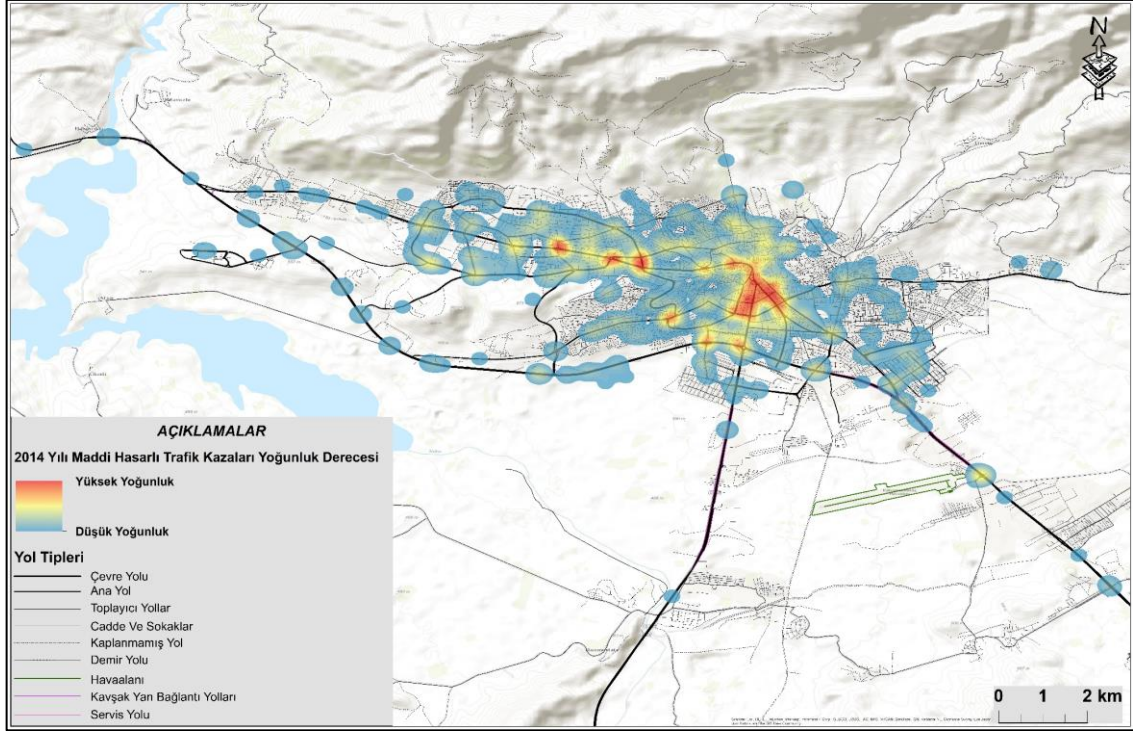 N
AÇIKLAMALAR
2014 Yılı Maddi Hasarlı Trafik Kazaları Yoğunluk Derecesi
Yüksek Yoğunluk
Düşük Yoğunluk
Yol Tipleri
Çevre Yolu
Ana Yol
Toplayıcı Yollar
Cadde Ve Sokaklar
Kaplanmamış Yol
Demir Yolu
Havaalanı
Kavşak Yan Bağlantı Yolları
Servis Yolu
0 1 2 km